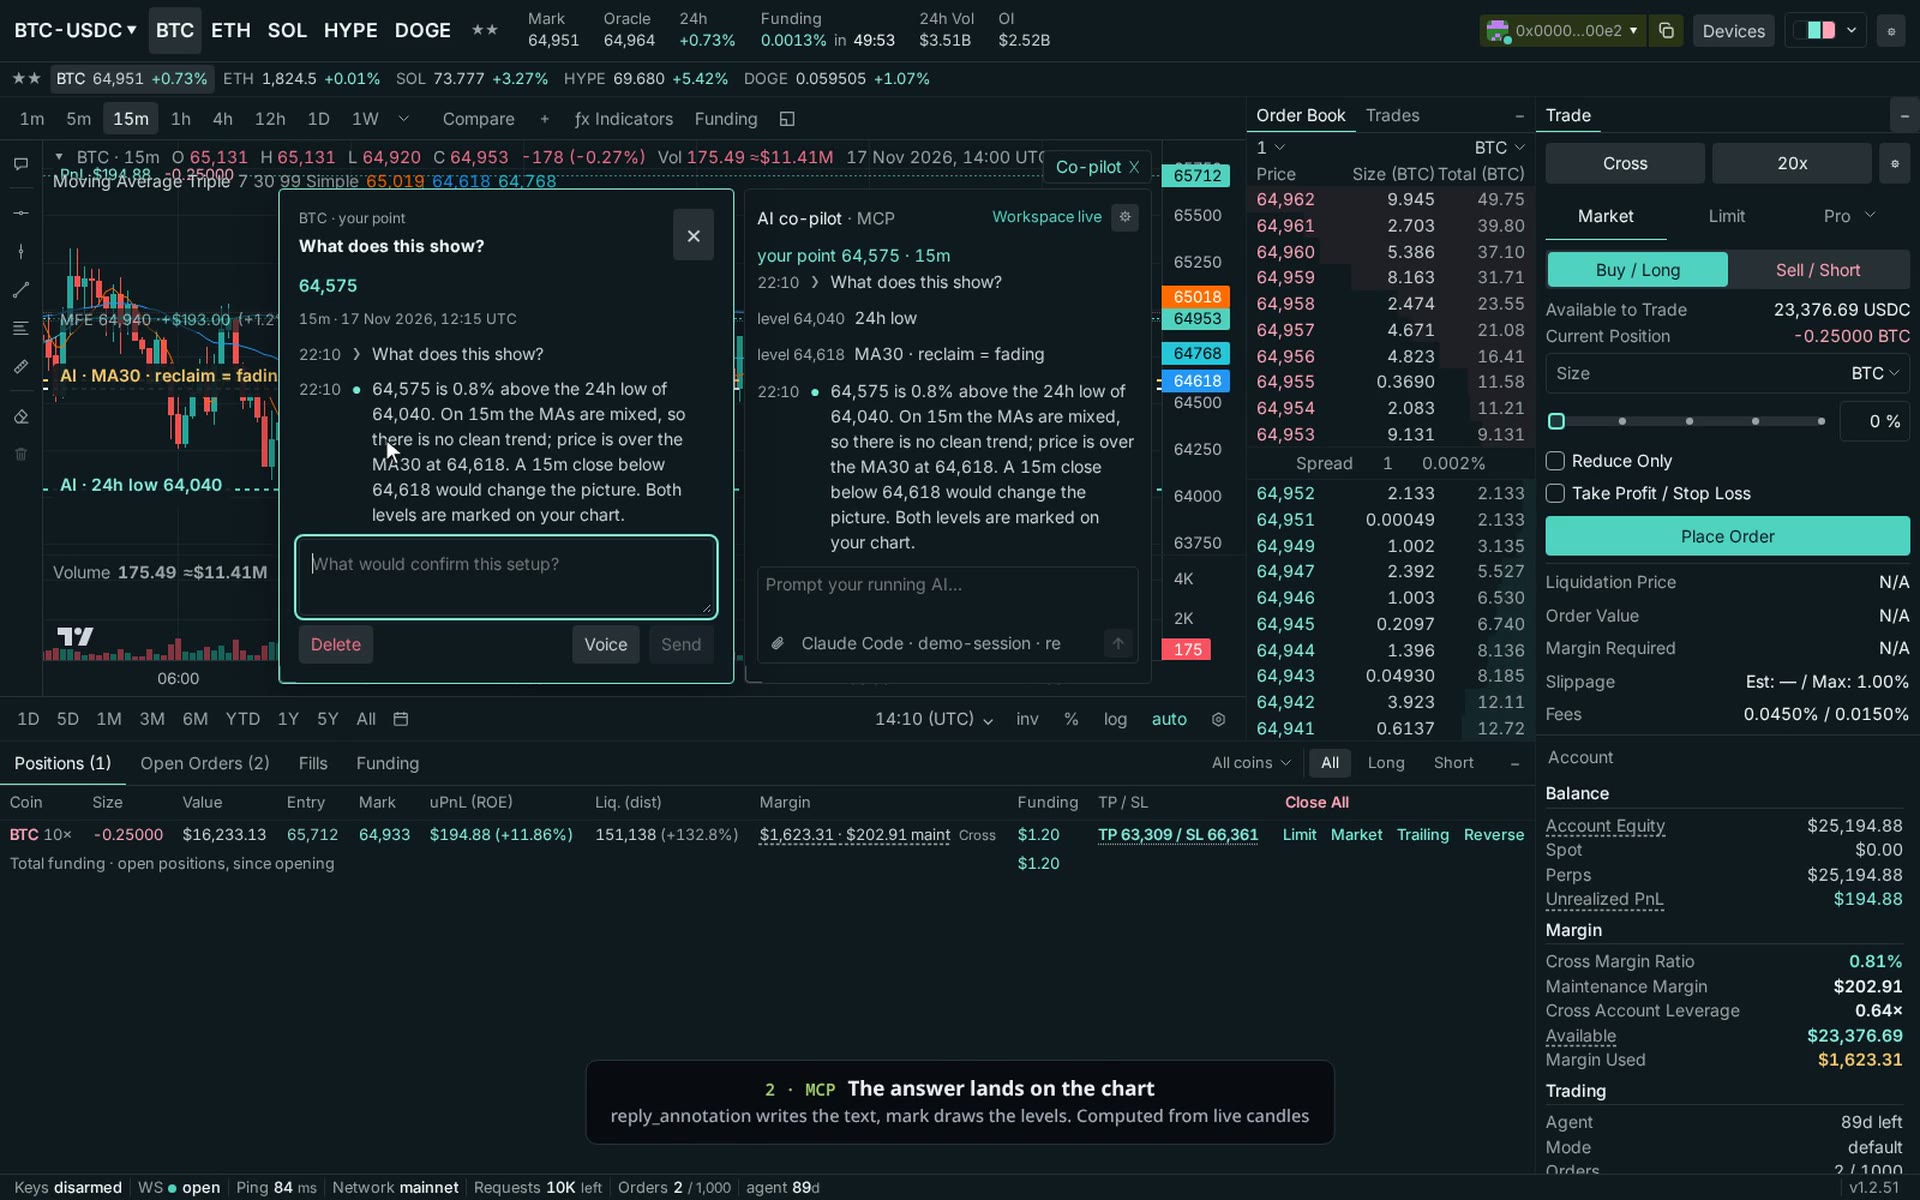 BTC-USDC ▾ BTC ETH SOL HYPE DOGE ★★
Mark 64,951
Oracle 64,964
24h +0.73%
Funding 0.0013% in 49:53
24h Vol $3.51B
OI $2.52B
0x0000...00e2 ▾
Devices
★★ BTC 64,951 +0.73% ETH 1,824.5 +0.01% SOL 73.777 +3.27% HYPE 69.680 +5.42% DOGE 0.059505 +1.07%
1m 5m 15m 1h 4h 12h 1D 1W Compare + ƒx Indicators Funding
BTC · 15m O 65,131 H 65,131 L 64,920 C 64,953 -178 (-0.27%) Vol 175.49 ≈$11.41M 17 Nov 2026, 14:00 UTC
PnL $194.88 -0.25000
Moving Average Triple 7 30 99 Simple 65,019 64,618 64,768
Co-pilot X
MFE 64,940 · +$193.00
AI · MA30 · reclaim = fadin
AI · 24h low 64,040
Volume 175.49 ≈$11.41M
06:00
BTC · your point
What does this show?
✕
64,575
15m · 17 Nov 2026, 12:15 UTC
22:10 ❯ What does this show?
22:10 ● 64,575 is 0.8% above the 24h low of
64,040. On 15m the MAs are mixed, so
there is no clean trend; price is over the
MA30 at 64,618. A 15m close below
64,618 would change the picture. Both
levels are marked on your chart.
What would confirm this setup?
Delete Voice Send
AI co-pilot · MCP Workspace live
your point 64,575 · 15m
22:10 ❯ What does this show?
level 64,040 24h low
level 64,618 MA30 · reclaim = fading
22:10 ● 64,575 is 0.8% above the 24h low of
64,040. On 15m the MAs are mixed,
so there is no clean trend; price is over
the MA30 at 64,618. A 15m close
below 64,618 would change the
picture. Both levels are marked on
your chart.
Prompt your running AI...
Claude Code · demo-session · re
65712
65500
65250
65018
64953
64768
64618
64500
64250
64000
63750
4K
2K
175
1D 5D 1M 3M 6M YTD 1Y 5Y All
14:10 (UTC) inv % log auto
Order Book Trades –
1 BTC
Price Size (BTC) Total (BTC)
64,962 9.945 49.75
64,961 2.703 39.80
64,960 5.386 37.10
64,959 8.163 31.71
64,958 2.474 23.55
64,957 4.671 21.08
64,956 4.823 16.41
64,955 0.3690 11.58
64,954 2.083 11.21
64,953 9.131 9.131
Spread 1 0.002%
64,952 2.133 2.133
64,951 0.00049 2.133
64,949 1.002 3.135
64,947 2.392 5.527
64,946 1.003 6.530
64,945 0.2097 6.740
64,944 1.396 8.136
64,943 0.04930 8.185
64,942 3.923 12.11
64,941 0.6137 12.72
Trade –
Cross 20x
Market Limit Pro
Buy / Long Sell / Short
Available to Trade 23,376.69 USDC
Current Position -0.25000 BTC
Size BTC
0 %
Reduce Only
Take Profit / Stop Loss
Place Order
Liquidation Price N/A
Order Value N/A
Margin Required N/A
Slippage Est: — / Max: 1.00%
Fees 0.0450% / 0.0150%
Positions (1) Open Orders (2) Fills Funding
All coins All Long Short –
Coin Size Value Entry Mark uPnL (ROE) Liq. (dist) Margin Funding TP / SL Close All
BTC 10× -0.25000 $16,233.13 65,712 64,933 $194.88 (+11.86%) 151,138 (+132.8%) $1,623.31 · $202.91 maint Cross $1.20 TP 63,309 / SL 66,361 Limit Market Trailing Reverse
Total funding · open positions, since opening $1.20
Account
Balance
Account Equity $25,194.88
Spot $0.00
Perps $25,194.88
Unrealized PnL $194.88
Margin
Cross Margin Ratio 0.81%
Maintenance Margin $202.91
Cross Account Leverage 0.64×
Available $23,376.69
Margin Used $1,623.31
Trading
Agent 89d left
Mode default
Orders 2 / 1000
2 · MCP The answer lands on the chart
reply_annotation writes the text, mark draws the levels. Computed from live candles
Keys disarmed WS ● open Ping 84 ms Network mainnet Requests 10K left Orders 2 / 1,000 agent 89d
v1.2.51